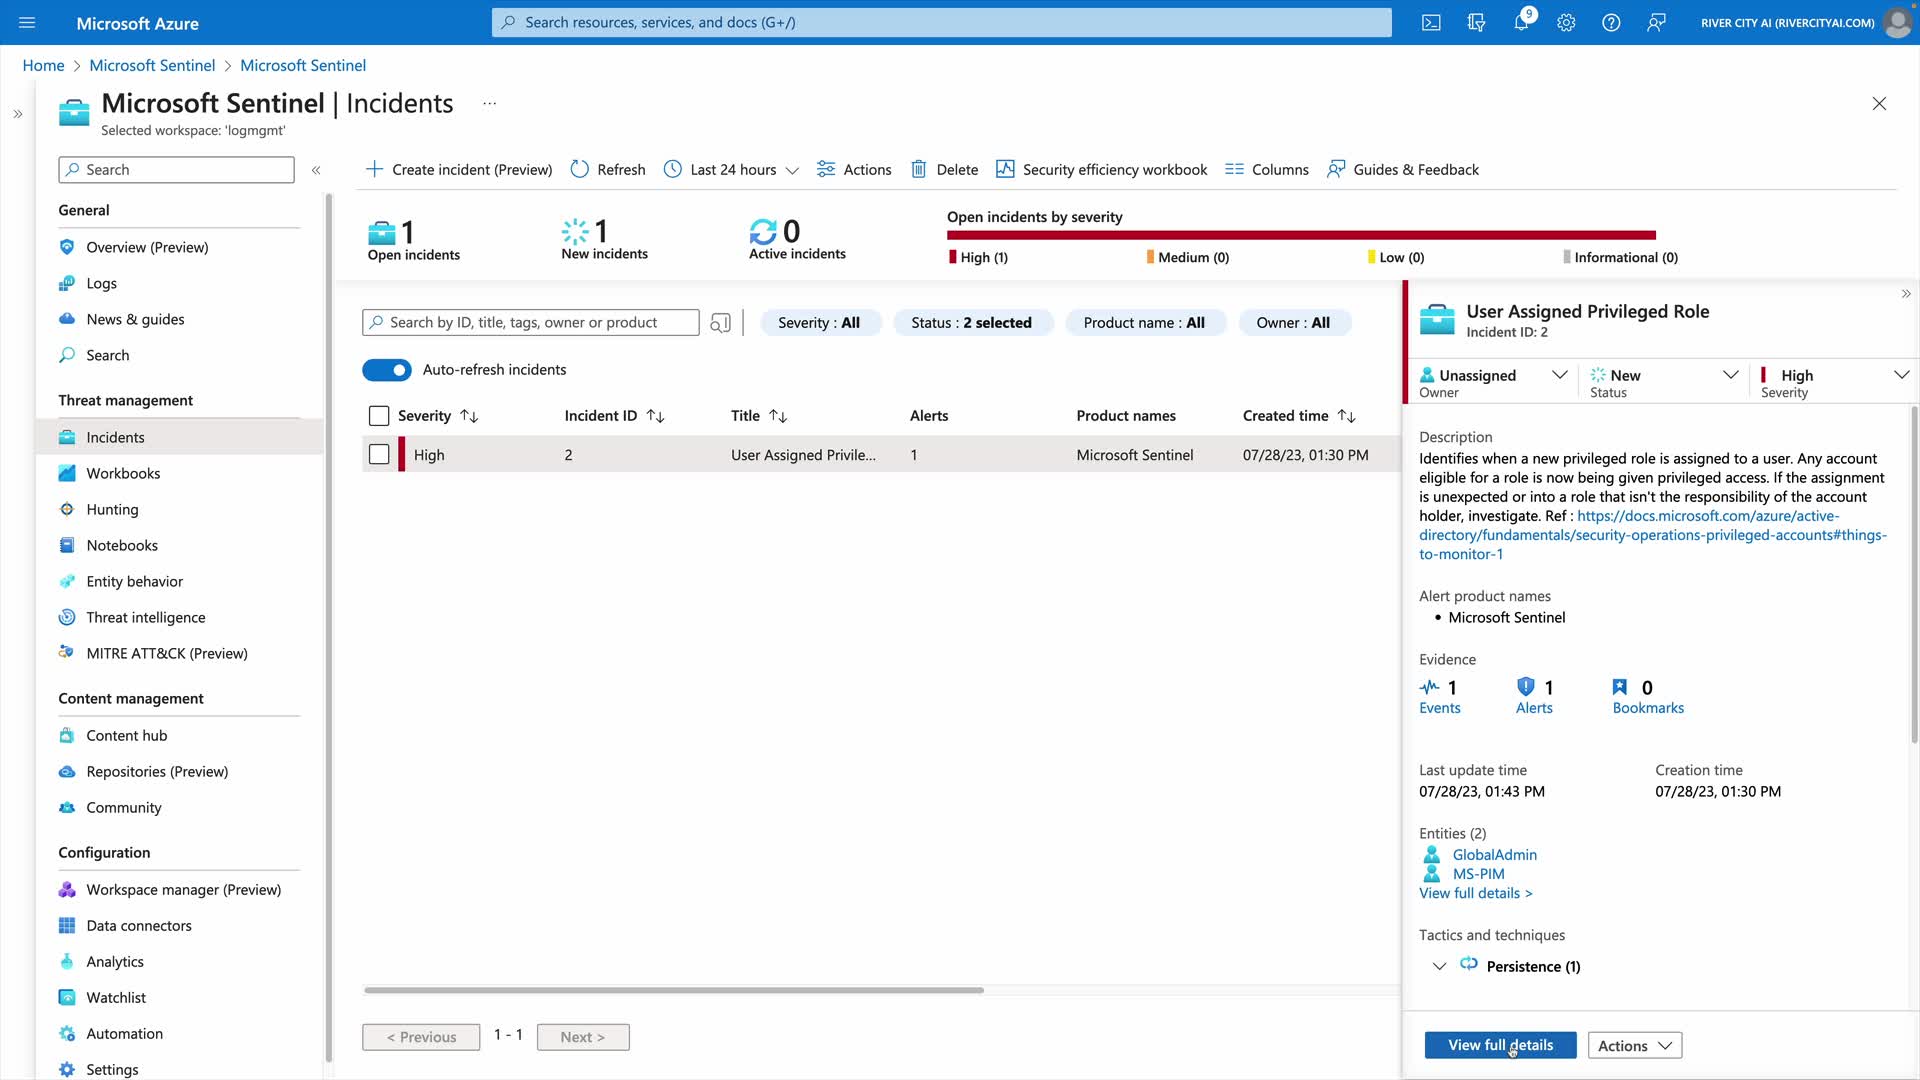 Microsoft Azure
Search resources, services, and docs (G+/)
9
RIVER CITY AI (RIVERCITYAI.COM)
Home > Microsoft Sentinel > Microsoft Sentinel
Microsoft Sentinel | Incidents ...
Selected workspace: 'logmgmt'
Search
General
Overview (Preview)
Logs
News & guides
Search
Threat management
Incidents
Workbooks
Hunting
Notebooks
Entity behavior
Threat intelligence
MITRE ATT&CK (Preview)
Content management
Content hub
Repositories (Preview)
Community
Configuration
Workspace manager (Preview)
Data connectors
Analytics
Watchlist
Automation
Settings
Create incident (Preview) Refresh Last 24 hours Actions Delete Security efficiency workbook Columns Guides & Feedback
1
Open incidents
1
New incidents
0
Active incidents
Open incidents by severity
High (1) Medium (0) Low (0) Informational (0)
Search by ID, title, tags, owner or product
Severity : All Status : 2 selected Product name : All Owner : All
Auto-refresh incidents
Severity Incident ID Title Alerts Product names Created time
High 2 User Assigned Privile... 1 Microsoft Sentinel 07/28/23, 01:30 PM
< Previous 1 - 1 Next >
User Assigned Privileged Role
Incident ID: 2
Unassigned New High
Owner Status Severity
Description
Identifies when a new privileged role is assigned to a user. Any account
eligible for a role is now being given privileged access. If the assignment
is unexpected or into a role that isn't the responsibility of the account
holder, investigate. Ref : https://docs.microsoft.com/azure/active-
directory/fundamentals/security-operations-privileged-accounts#things-
to-monitor-1
Alert product names
• Microsoft Sentinel
Evidence
1 1 0
Events Alerts Bookmarks
Last update time Creation time
07/28/23, 01:43 PM 07/28/23, 01:30 PM
Entities (2)
GlobalAdmin
MS-PIM
View full details >
Tactics and techniques
Persistence (1)
View full details Actions